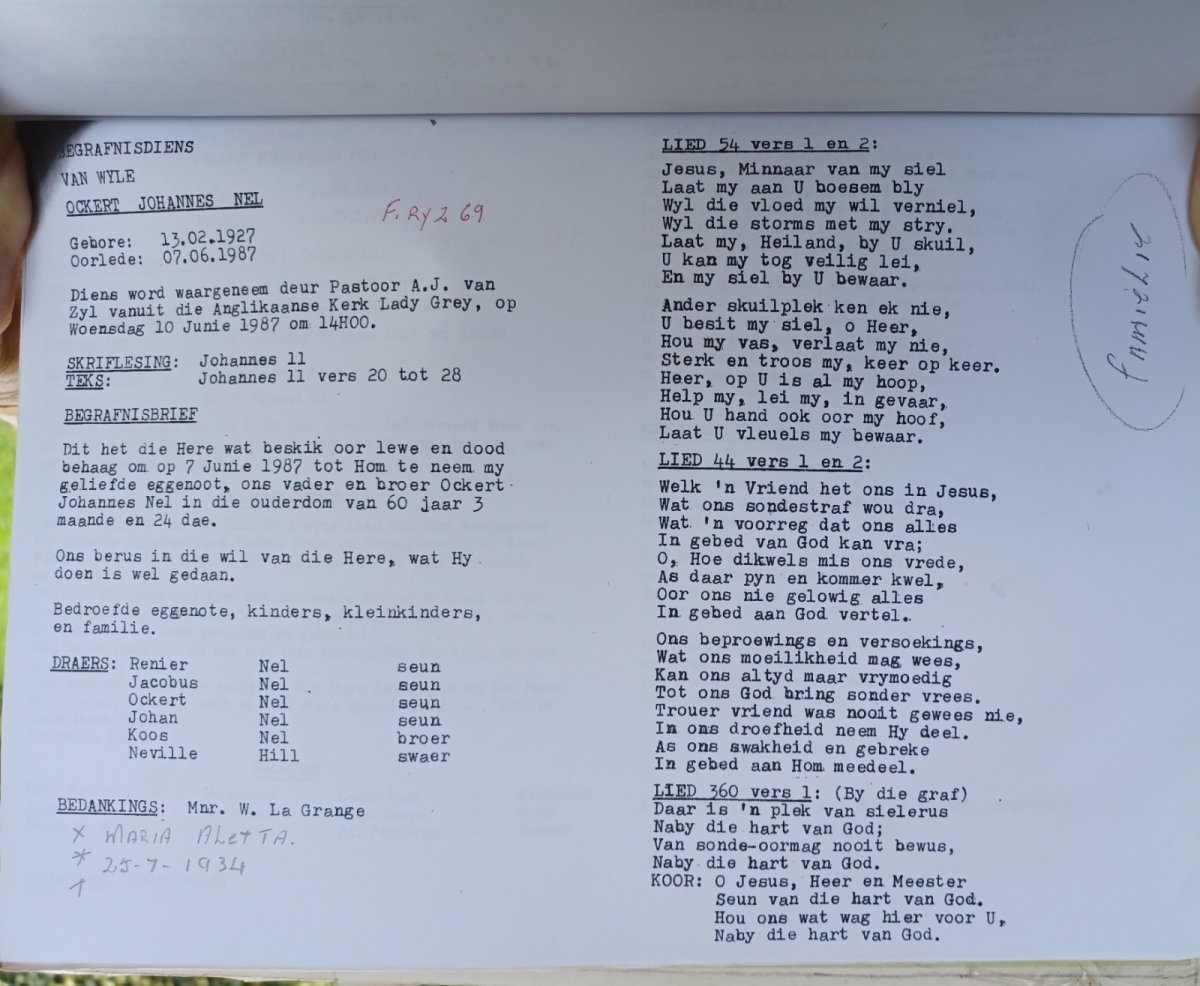 BEGRAFNISDIENS
VAN WYLE
OCKERT JOHANNES NEL
F. Ry 2 69
Gebore: 13.02.1927
Oorlede: 07.06.1987
Diens word waargeneem deur Pastoor A.J. van
Zyl vanuit die Anglikaanse Kerk Lady Grey, op
Woensdag 10 Junie 1987 om 14H00.
SKRIFLESING: Johannes 11
TEKS: Johannes 11 vers 20 tot 28
BEGRAFNISBRIEF
Dit het die Here wat beskik oor lewe en dood
behaag om op 7 Junie 1987 tot Hom te neem my
geliefde eggenoot, ons vader en broer Ockert
Johannes Nel in die ouderdom van 60 jaar 3
maande en 24 dae.
Ons berus in die wil van die Here, wat Hy
doen is wel gedaan.
Bedroefde eggenote, kinders, kleinkinders,
en familie.
DRAERS: Renier Nel seun
Jacobus Nel seun
Ockert Nel seun
Johan Nel seun
Koos Nel broer
Neville Hill swaer
BEDANKINGS: Mnr. W. La Grange
X MARIA ALETTA.
* 25-7-1934
↑
LIED 54 vers 1 en 2:
Jesus, Minnaar van my siel
Laat my aan U boesem bly
Wyl die vloed my wil verniel,
Wyl die storms met my stry.
Laat my, Heiland, by U skuil,
U kan my tog veilig lei,
En my siel by U bewaar.
Ander skuilplek ken ek nie,
U besit my siel, o Heer,
Hou my vas, verlaat my nie,
Sterk en troos my, keer op keer.
Heer, op U is al my hoop,
Help my, lei my, in gevaar,
Hou U hand ook oor my hoof,
Laat U vleuels my bewaar.
LIED 44 vers 1 en 2:
Welk 'n Vriend het ons in Jesus,
Wat ons sondestraf wou dra,
Wat 'n voorreg dat ons alles
In gebed van God kan vra;
O, Hoe dikwels mis ons vrede,
As daar pyn en kommer kwel,
Oor ons nie gelowig alles
In gebed aan God vertel.
Ons beproewings en versoekings,
Wat ons moeilikheid mag wees,
Kan ons altyd maar vrymoedig
Tot ons God bring sonder vrees.
Trouer vriend was nooit gewees nie,
In ons droefheid neem Hy deel.
As ons swakheid en gebreke
In gebed aan Hom meedeel.
LIED 360 vers 1: (By die graf)
Daar is 'n plek van sielerus
Naby die hart van God;
Van sonde-oormag nooit bewus,
Naby die hart van God.
KOOR: O Jesus, Heer en Meester
Seun van die hart van God.
Hou ons wat wag hier voor U,
Naby die hart van God.